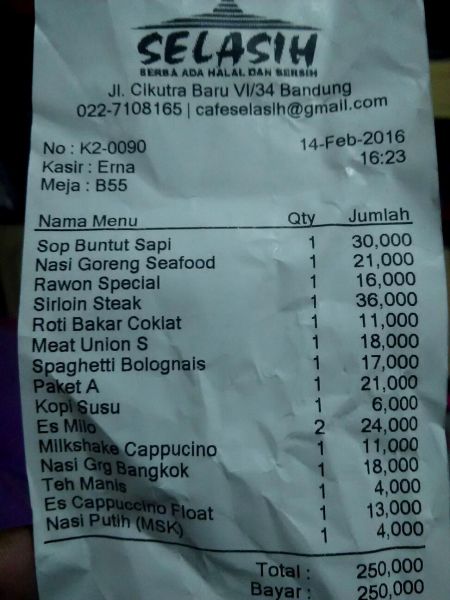 SELASIH
SERBA ADA HALAL DAN BERSIH
Jl. Cikutra Baru VI/34 Bandung
022-7108165 | cafeselasih@gmail.com
No : K2-0090 14-Feb-2016
Kasir : Erna 16:23
Meja : B55
Nama Menu Qty Jumlah
Sop Buntut Sapi 1 30,000
Nasi Goreng Seafood 1 21,000
Rawon Special 1 16,000
Sirloin Steak 1 36,000
Roti Bakar Coklat 1 11,000
Meat Union S 1 18,000
Spaghetti Bolognais 1 17,000
Paket A 1 21,000
Kopi Susu 1 6,000
Es Milo 2 24,000
Milkshake Cappucino 1 11,000
Nasi Grg Bangkok 1 18,000
Teh Manis 1 4,000
Es Cappuccino Float 1 13,000
Nasi Putih (MSK) 1 4,000
Total : 250,000
Bayar : 250,000